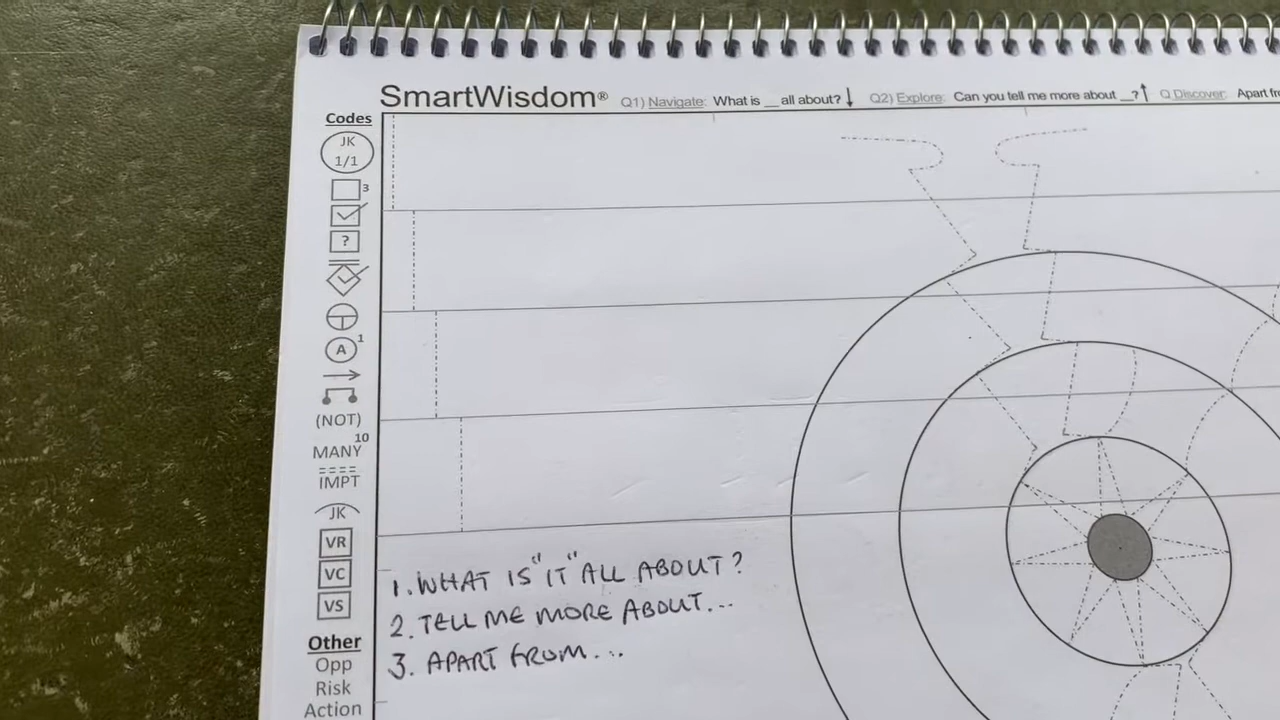 SmartWisdom® Q1) Navigate: What is __ all about? Q2) Explore: Can you tell me more about __? Q Discover: Apart
Codes
JK
1/1
3
?
A 1
(NOT)
MANY 10
IMPT
JK
VR
VC
VS
Other
Opp
Risk
Action
1. WHAT IS "IT" ALL ABOUT?
2. TELL ME MORE ABOUT...
3. APART FROM...